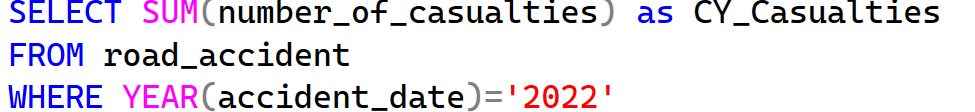 SELECT SUM(number_of_casualties) as CY_Casualties
FROM road_accident
WHERE YEAR(accident_date)='2022'